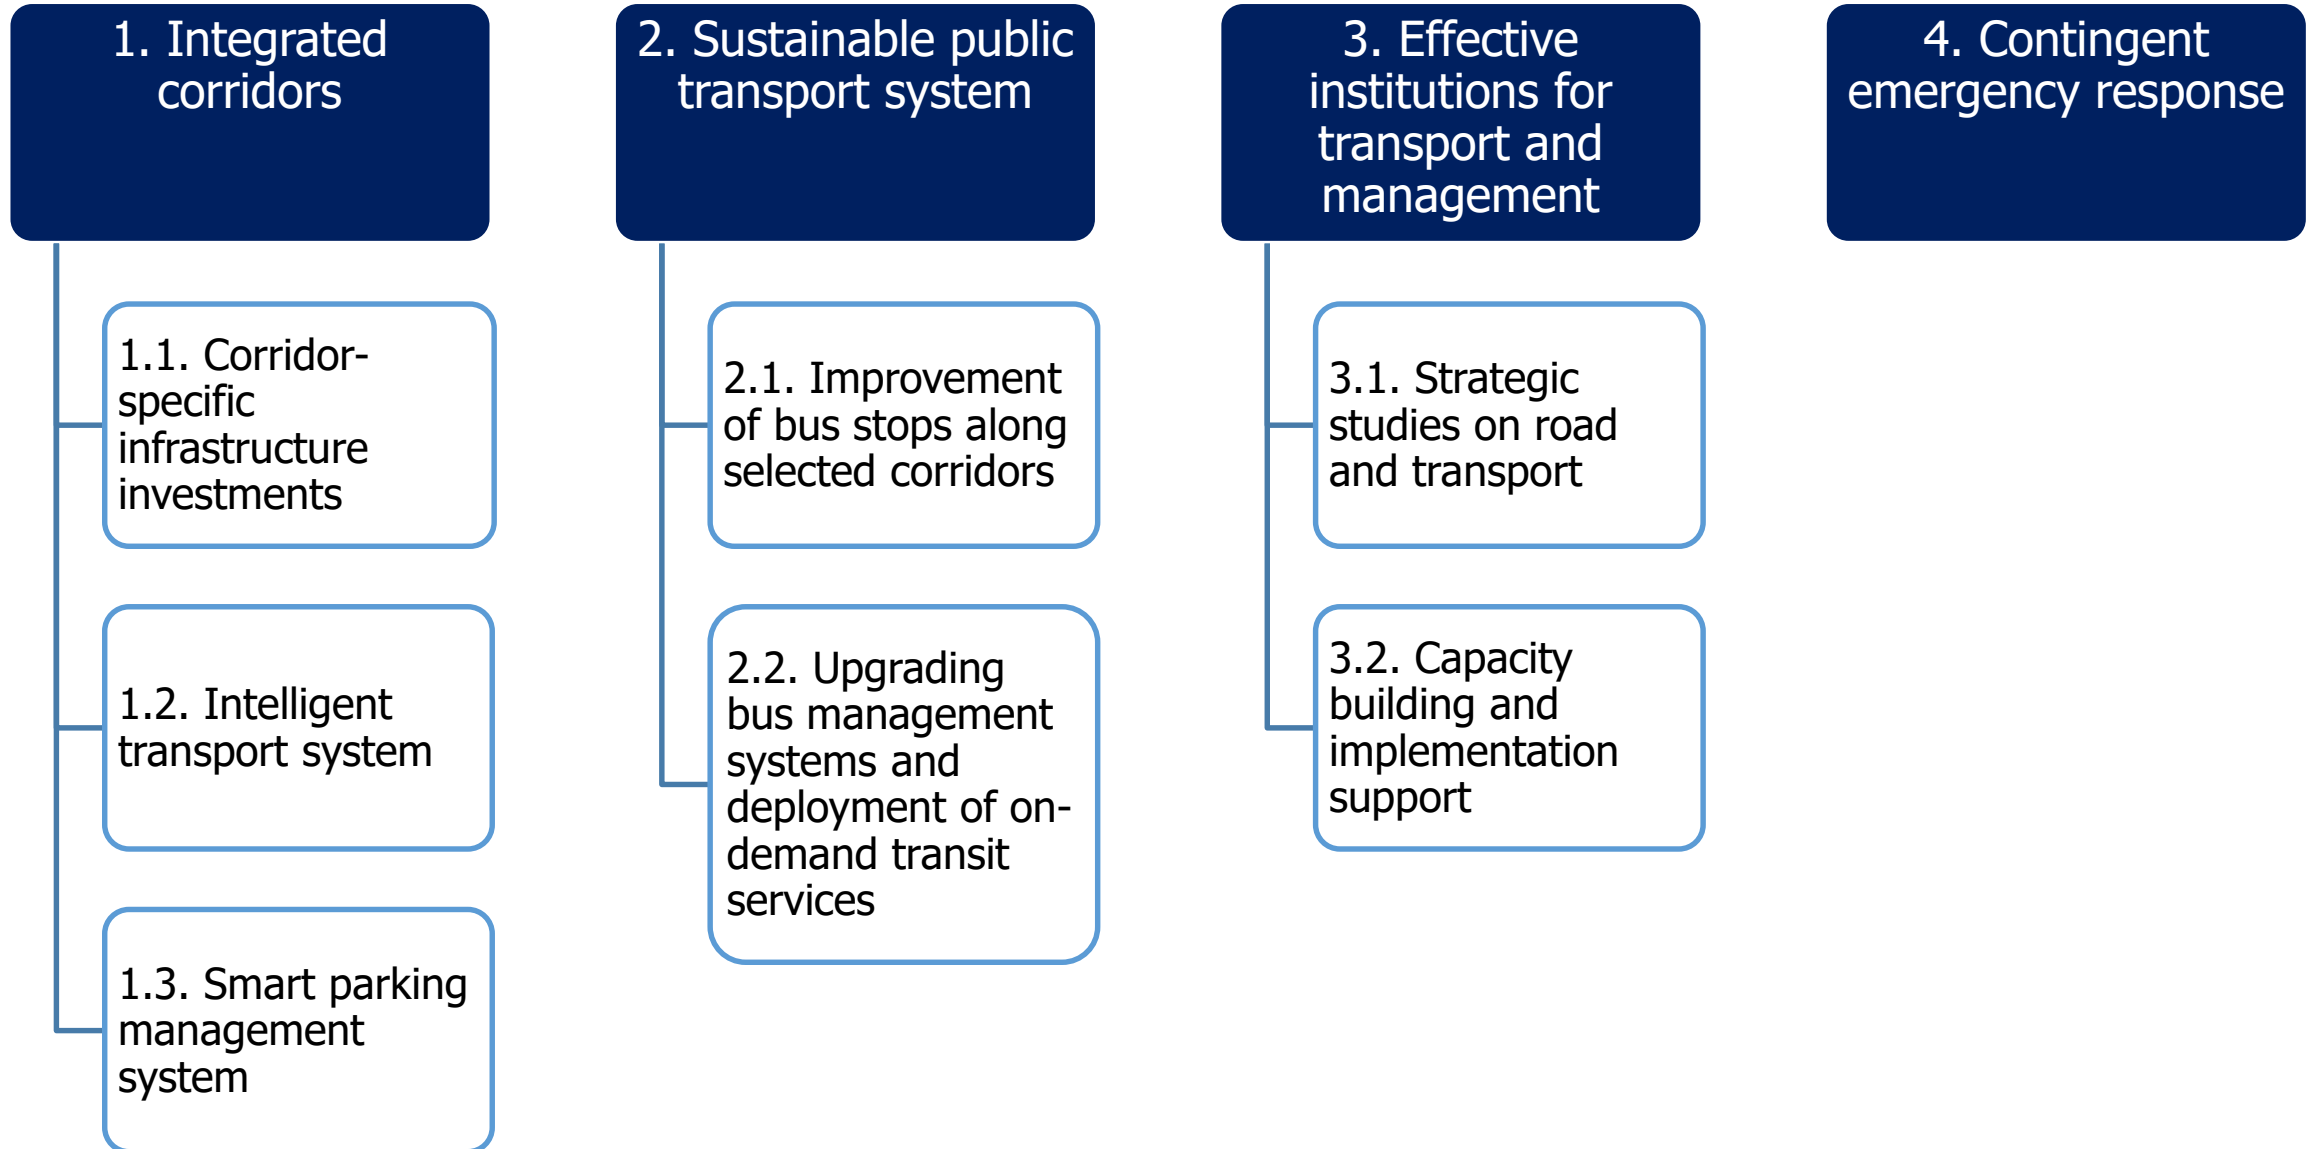 1. Integrated
corridors
1.1. Corridor-
specific
infrastructure
investments
1.2. Intelligent
transport system
1.3. Smart parking
management
system
2. Sustainable public
transport system
2.1. Improvement
of bus stops along
selected corridors
2.2. Upgrading
bus management
systems and
deployment of on-
demand transit
services
3. Effective
institutions for
transport and
management
3.1. Strategic
studies on road
and transport
3.2. Capacity
building and
implementation
support
4. Contingent
emergency response